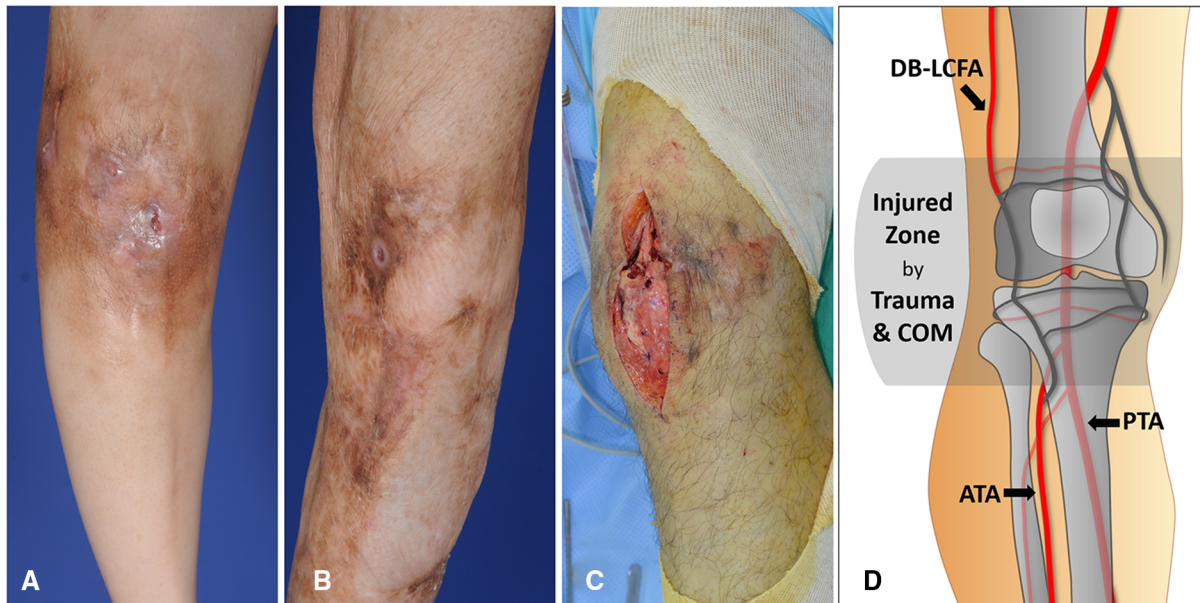 A
B
C
DB-LCFA
Injured
Zone
by
Trauma
& COM
PTA
ATA
D